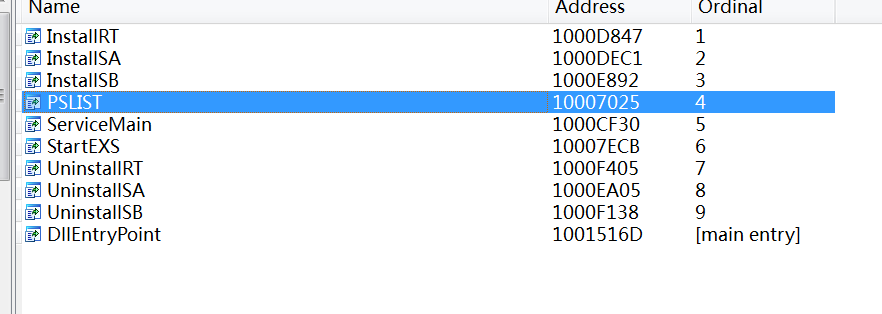 Name Address Ordinal
InstallRT 1000D847 1
InstallSA 1000DEC1 2
InstallSB 1000E892 3
PSLIST 10007025 4
ServiceMain 1000CF30 5
StartEXS 10007ECB 6
UninstallRT 1000F405 7
UninstallSA 1000EA05 8
UninstallSB 1000F138 9
DllEntryPoint 1001516D [main entry]